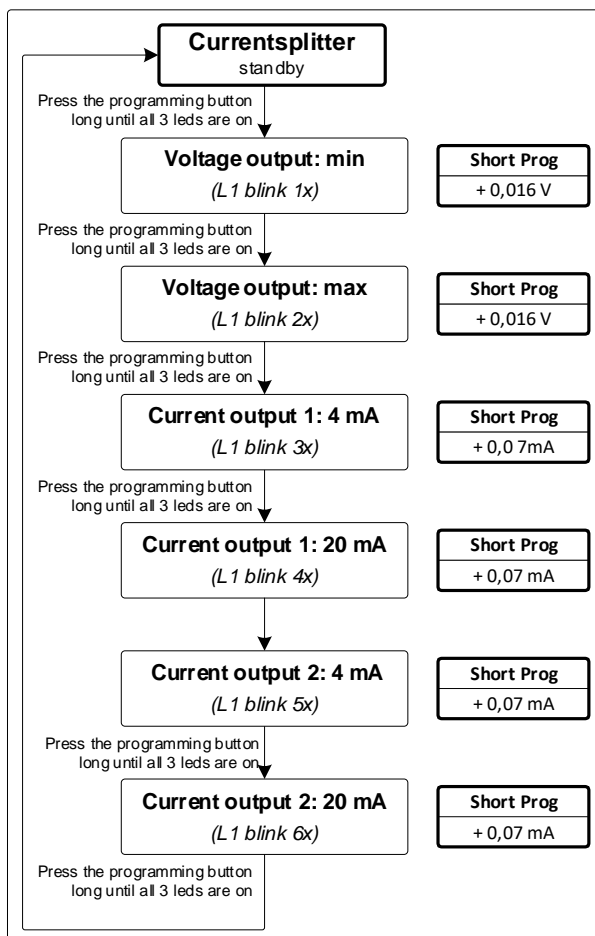 Currentsplitter
standby
Press the programming button
long until all 3 leds are on
Voltage output: min
(L1 blink 1x)
Short Prog
+ 0,016 V
Press the programming button
long until all 3 leds are on
Voltage output: max
(L1 blink 2x)
Short Prog
+ 0,016 V
Press the programming button
long until all 3 leds are on
Current output 1: 4 mA
(L1 blink 3x)
Short Prog
+ 0,0 7mA
Press the programming button
long until all 3 leds are on
Current output 1: 20 mA
(L1 blink 4x)
Short Prog
+ 0,07 mA
Current output 2: 4 mA
(L1 blink 5x)
Short Prog
+ 0,07 mA
Press the programming button
long until all 3 leds are on
Current output 2: 20 mA
(L1 blink 6x)
Short Prog
+ 0,07 mA
Press the programming button
long until all 3 leds are on